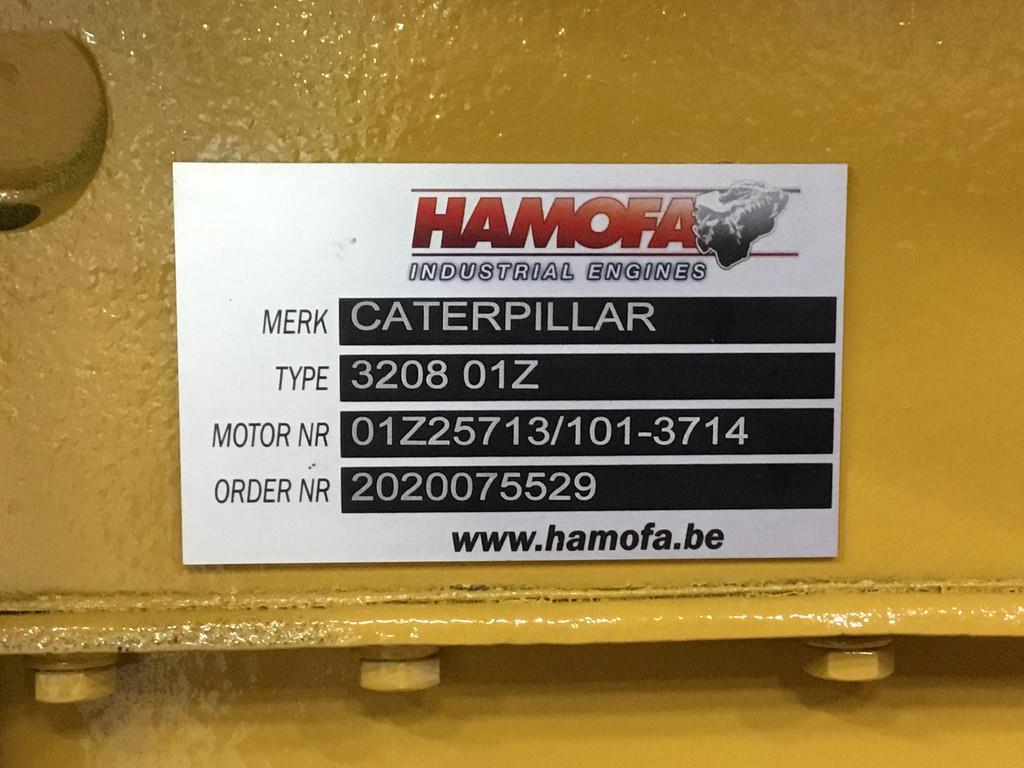 HAMOFA
INDUSTRIAL ENGINES
MERK CATERPILLAR
TYPE 3208 01Z
MOTOR NR 01Z25713/101-3714
ORDER NR 2020075529
www.hamofa.be